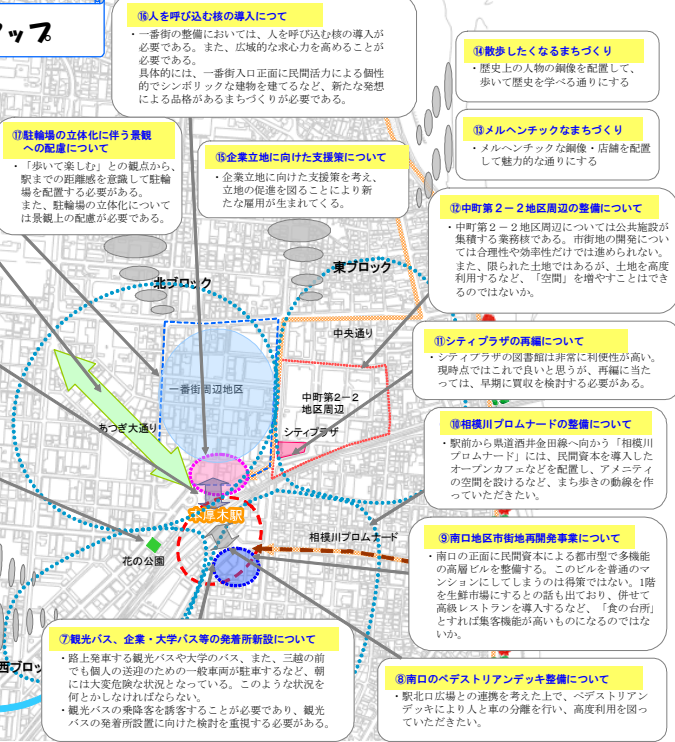 ップ
⑯人を呼び込む核の導入につて
・一番街の整備においては、人を呼び込む核の導入が
必要である。また、広域的な求心力を高めることが
必要である。
具体的には、一番街入口正面に民間活力による個性
的でシンボリックな建物を建てるなど、新たな発想
による品格があるまちづくりが必要である。
⑭散歩したくなるまちづくり
・歴史上の人物の銅像を配置して、
歩いて歴史を学べる通りにする
⑬メルヘンチックなまちづくり
・メルヘンチックな銅像・店舗を配置
して魅力的な通りにする
⑰駐輪場の立体化に伴う景観
への配慮について
・「歩いて楽しむ」との観点から、
駅までの距離感を意識して駐輪
場を配置する必要がある。
また、駐輪場の立体化について
は景観上の配慮が必要である。
⑮企業立地に向けた支援策について
・企業立地に向けた支援策を考え、
立地の促進を図ることにより新
たな雇用が生まれてくる。
⑫中町第2-2地区周辺の整備について
・中町第2-2地区周辺については公共施設が
集積する業務核である。市街地の開発につい
ては合理性や効率性だけでは進められない。
また、限られた土地ではあるが、土地を高度
利用するなど、「空間」を増やすことはでき
るのではないか。
北ブロック
東ブロック
中央通り
⑪シティプラザの再編について
・シティプラザの図書館は非常に利便性が高い。
現時点ではこれで良いと思うが、再編に当た
っては、早期に買収を検討する必要がある。
一番街周辺地区
中町第2-2
地区周辺
あつぎ大通り
シティプラザ
⑩相模川プロムナードの整備について
・駅前から県道酒井金田線へ向かう「相模川
プロムナード」には、民間資本を導入した
オープンカフェなどを配置し、アメニティ
の空間を設けるなど、まち歩きの動線を作
っていただきたい。
本厚木駅
相模川プロムナード
花の公園
⑨南口地区市街地再開発事業について
・南口の正面に民間資本による都市型で多機能
の高層ビルを整備する。このビルを普通のマ
ンションにしてしまうのは得策ではない。1階
を生鮮市場にするとの話も出ており、併せて
高級レストランを導入するなど、「食の台所」
とすれば集客機能が高いものになるのではな
いか。
⑦観光バス、企業・大学バス等の発着所新設について
・路上発車する観光バスや大学のバス、また、三越の前
でも個人の送迎のための一般車両が駐車するなど、朝
には大変危険な状況となっている。このような状況を
何とかしなければならない。
・観光バスの乗降客を誘客することが必要であり、観光
バスの発着所設置に向けた検討を重視する必要がある。
西ブロッ
⑧南口のペデストリアンデッキ整備について
・駅北口広場との連携を考えた上で、ペデストリアン
デッキにより人と車の分離を行い、高度利用を図っ
ていただきたい。